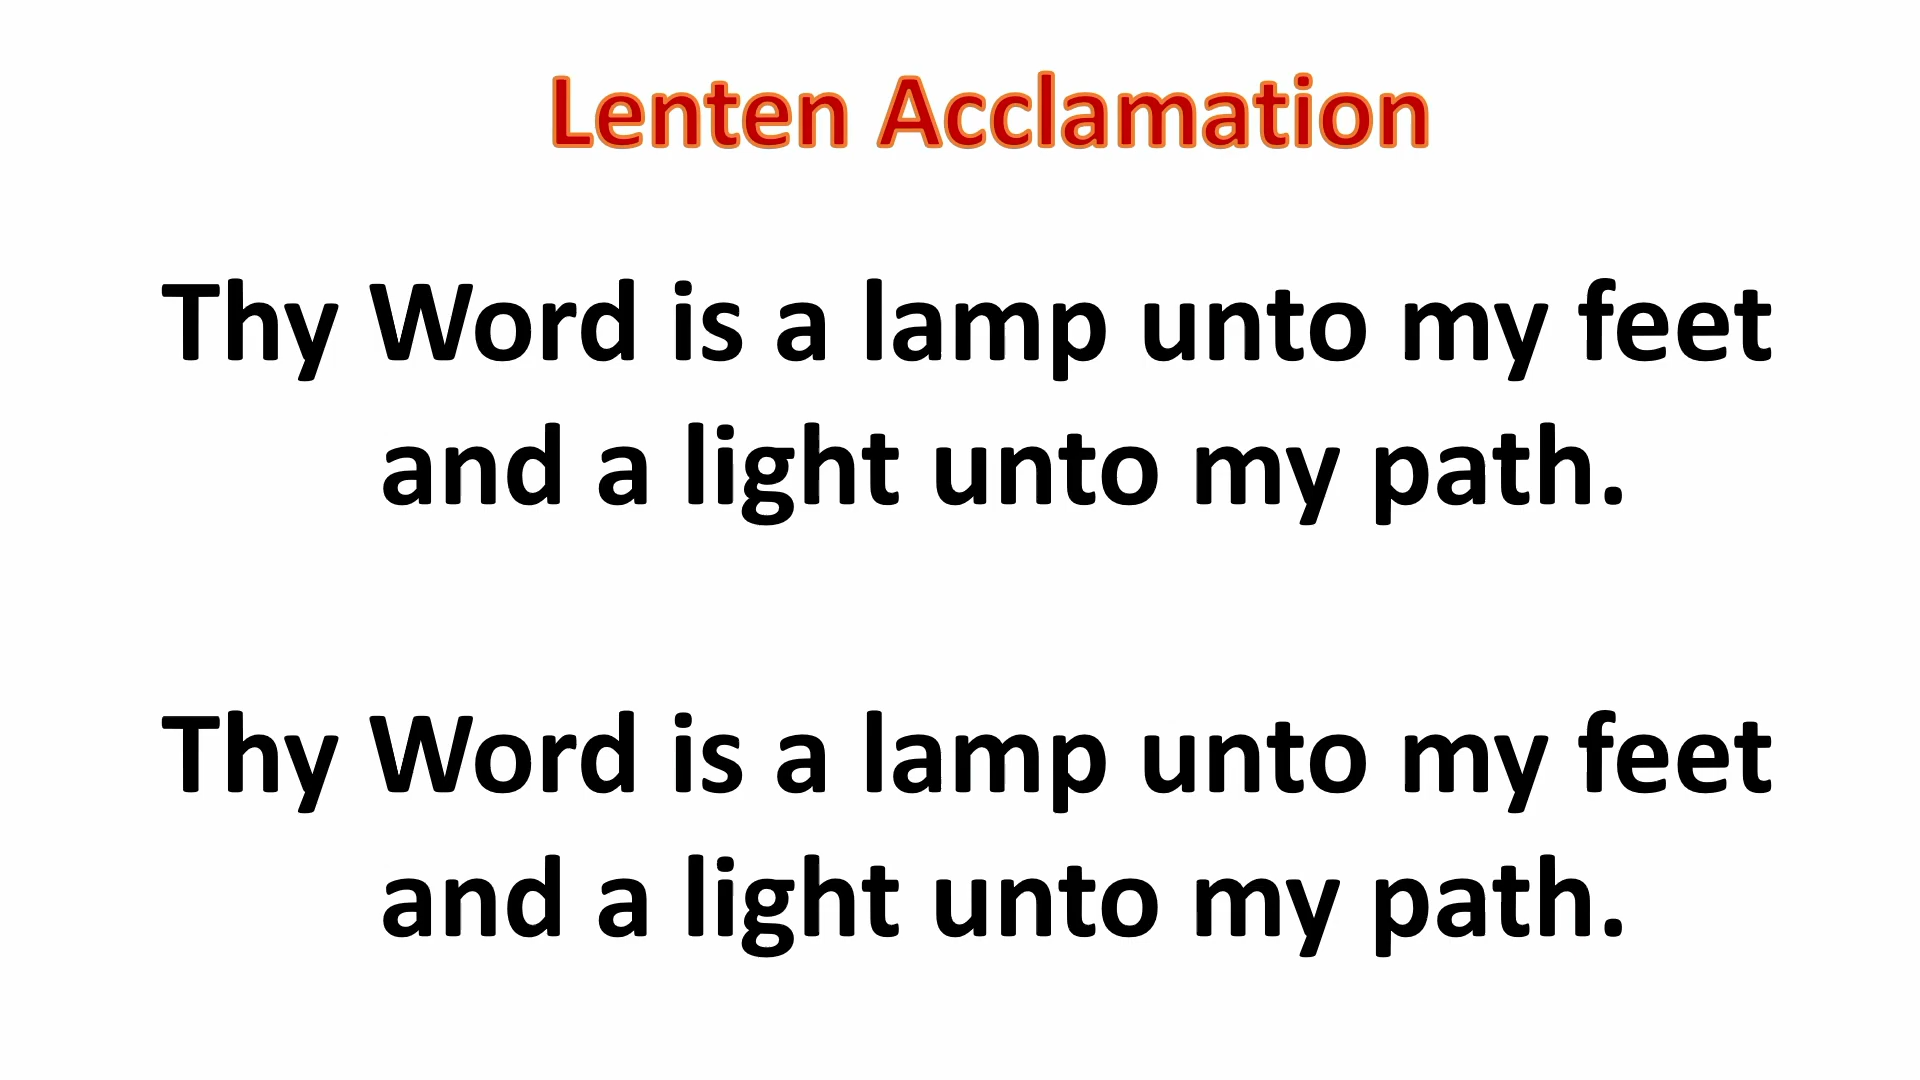 Lenten Acclamation
Thy Word is a lamp unto my feet
and a light unto my path.
Thy Word is a lamp unto my feet
and a light unto my path.